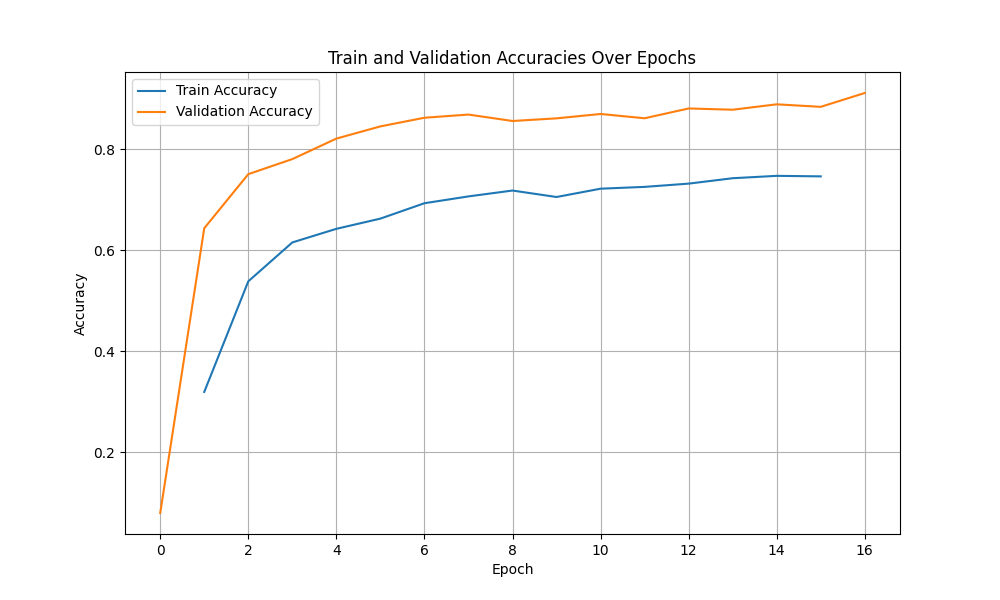 Train and Validation Accuracies Over Epochs
Train Accuracy
Validation Accuracy
0.8
0.6
0.4
0.2
Accuracy
0 2 4 6 8 10 12 14 16
Epoch